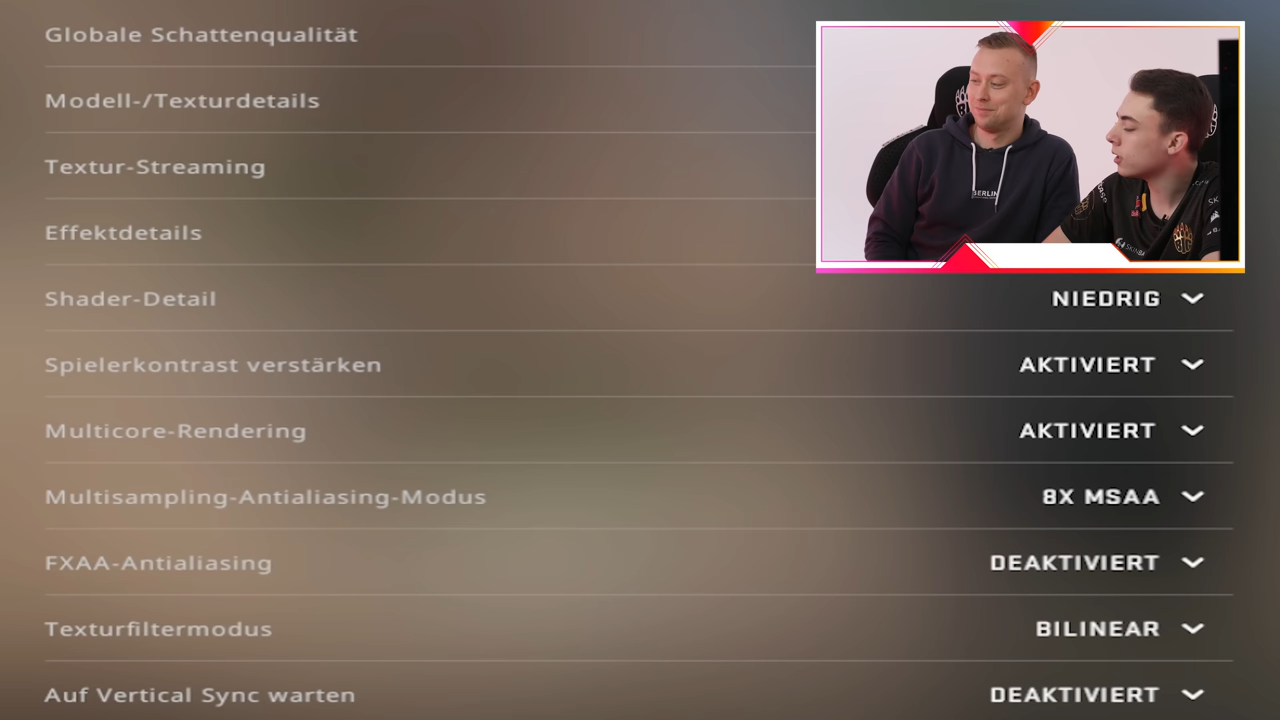 Globale Schattenqualität
Modell-/Texturdetails
Textur-Streaming
Effektdetails
Shader-Detail NIEDRIG
Spielerkontrast verstärken AKTIVIERT
Multicore-Rendering AKTIVIERT
Multisampling-Antialiasing-Modus 8X MSAA
FXAA-Antialiasing DEAKTIVIERT
Texturfiltermodus BILINEAR
Auf Vertical Sync warten DEAKTIVIERT
BERLIN